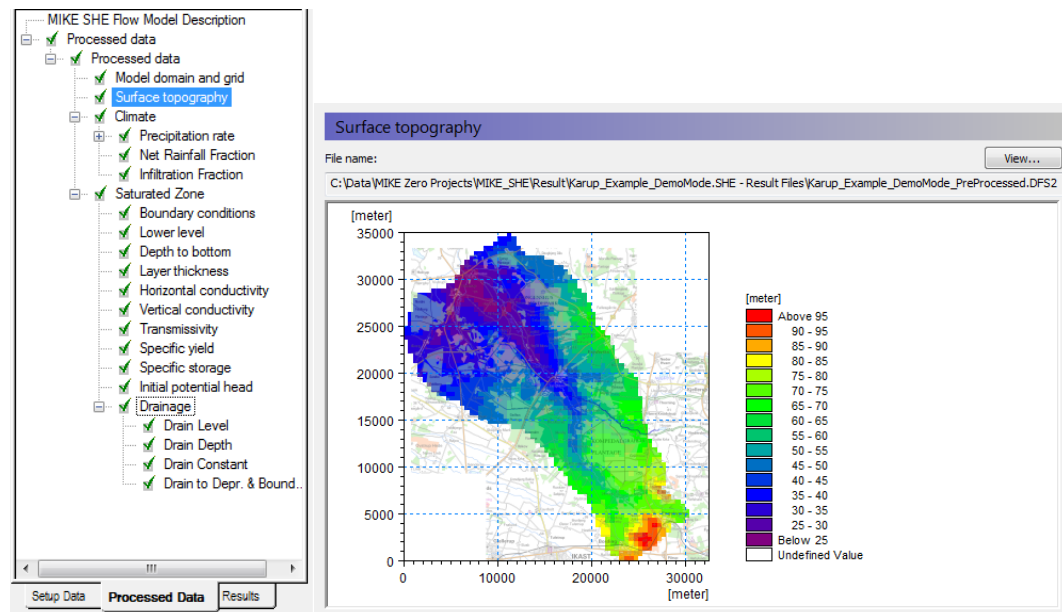 MIKE SHE Flow Model Description
Processed data
Processed data
Model domain and grid
Surface topography
Climate
Precipitation rate
Net Rainfall Fraction
Infiltration Fraction
Saturated Zone
Boundary conditions
Lower level
Depth to bottom
Layer thickness
Horizontal conductivity
Vertical conductivity
Transmissivity
Specific yield
Specific storage
Initial potential head
Drainage
Drain Level
Drain Depth
Drain Constant
Drain to Depr. & Bound...
Setup Data
Processed Data
Results
Surface topography
File name:
View...
C:\Data\MIKE Zero Projects\MIKE_SHE\Result\Karup_Example_DemoMode.SHE - Result Files\Karup_Example_DemoMode_PreProcessed.DFS2
[meter]
35000
30000
25000
20000
15000
10000
5000
0
IKAST
0
10000
20000
30000
[meter]
[meter]
Above 95
90 - 95
85 - 90
80 - 85
75 - 80
70 - 75
65 - 70
60 - 65
55 - 60
50 - 55
45 - 50
40 - 45
35 - 40
30 - 35
25 - 30
Below 25
Undefined Value